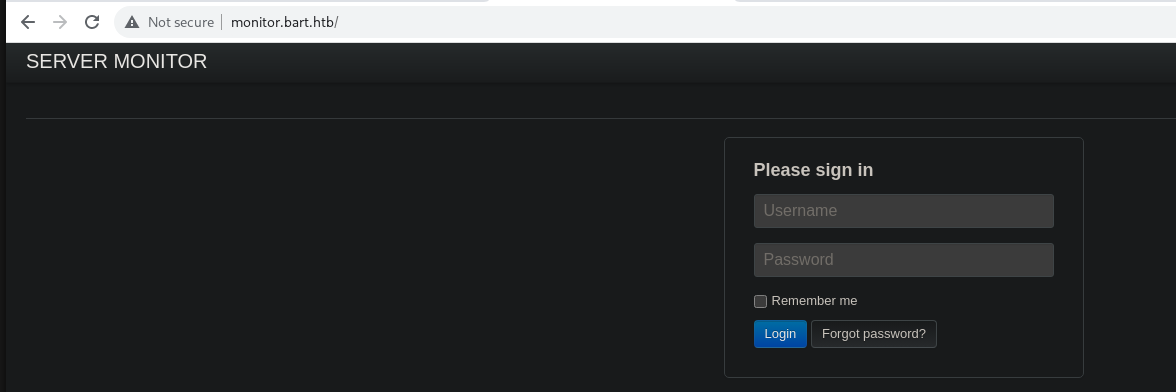 Not secure | monitor.bart.htb/
SERVER MONITOR
Please sign in
Username
Password
Remember me
Login Forgot password?